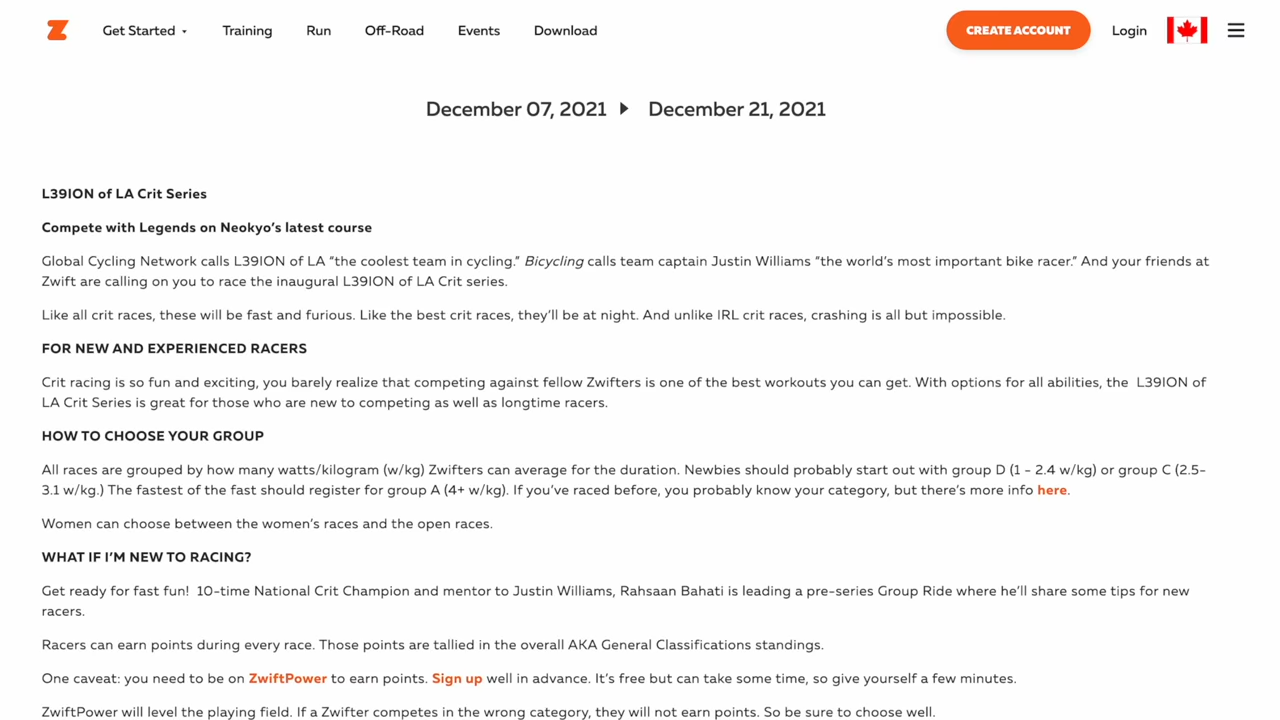 Get Started Training Run Off-Road Events Download CREATE ACCOUNT Login
December 07, 2021 December 21, 2021
L39ION of LA Crit Series
Compete with Legends on Neokyo’s latest course
Global Cycling Network calls L39ION of LA “the coolest team in cycling.” Bicycling calls team captain Justin Williams “the world’s most important bike racer.” And your friends at
Zwift are calling on you to race the inaugural L39ION of LA Crit series.
Like all crit races, these will be fast and furious. Like the best crit races, they’ll be at night. And unlike IRL crit races, crashing is all but impossible.
FOR NEW AND EXPERIENCED RACERS
Crit racing is so fun and exciting, you barely realize that competing against fellow Zwifters is one of the best workouts you can get. With options for all abilities, the L39ION of
LA Crit Series is great for those who are new to competing as well as longtime racers.
HOW TO CHOOSE YOUR GROUP
All races are grouped by how many watts/kilogram (w/kg) Zwifters can average for the duration. Newbies should probably start out with group D (1 - 2.4 w/kg) or group C (2.5-
3.1 w/kg.) The fastest of the fast should register for group A (4+ w/kg). If you’ve raced before, you probably know your category, but there’s more info here.
Women can choose between the women’s races and the open races.
WHAT IF I’M NEW TO RACING?
Get ready for fast fun! 10-time National Crit Champion and mentor to Justin Williams, Rahsaan Bahati is leading a pre-series Group Ride where he’ll share some tips for new
racers.
Racers can earn points during every race. Those points are tallied in the overall AKA General Classifications standings.
One caveat: you need to be on ZwiftPower to earn points. Sign up well in advance. It’s free but can take some time, so give yourself a few minutes.
ZwiftPower will level the playing field. If a Zwifter competes in the wrong category, they will not earn points. So be sure to choose well.